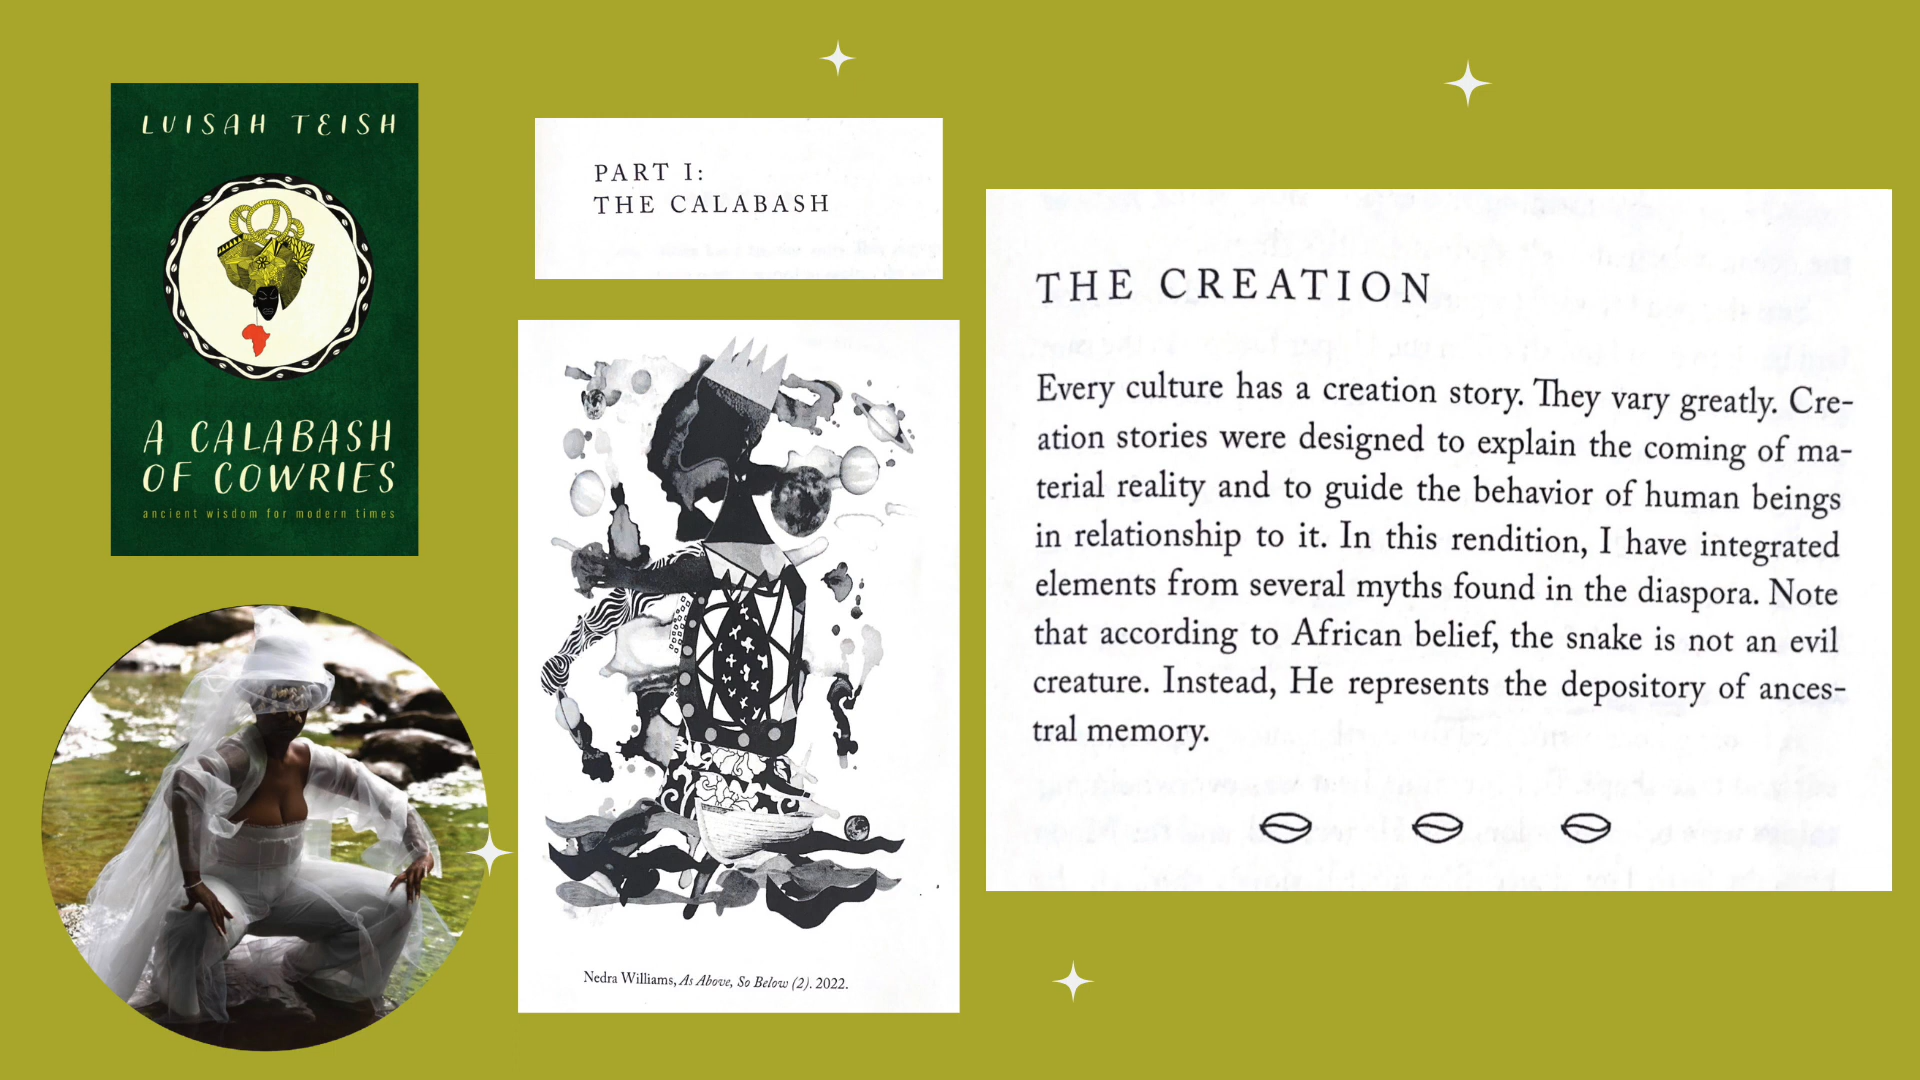 LUISAH TEISH
A CALABASH
OF COWRIES
ancient wisdom for modern times
PART I:
THE CALABASH
Nedra Williams, As Above, So Below (2). 2022.
THE CREATION
Every culture has a creation story. They vary greatly. Cre-
ation stories were designed to explain the coming of ma-
terial reality and to guide the behavior of human beings
in relationship to it. In this rendition, I have integrated
elements from several myths found in the diaspora. Note
that according to African belief, the snake is not an evil
creature. Instead, He represents the depository of ances-
tral memory.